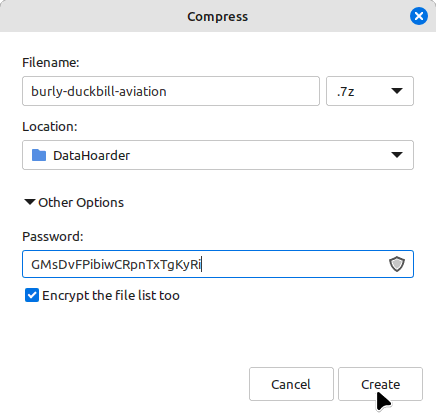 Compress
Filename:
burly-duckbill-aviation .7z
Location:
DataHoarder
Other Options
Password:
GMsDvFPibiwCRpnTxTgKyRi
Encrypt the file list too
Cancel Create